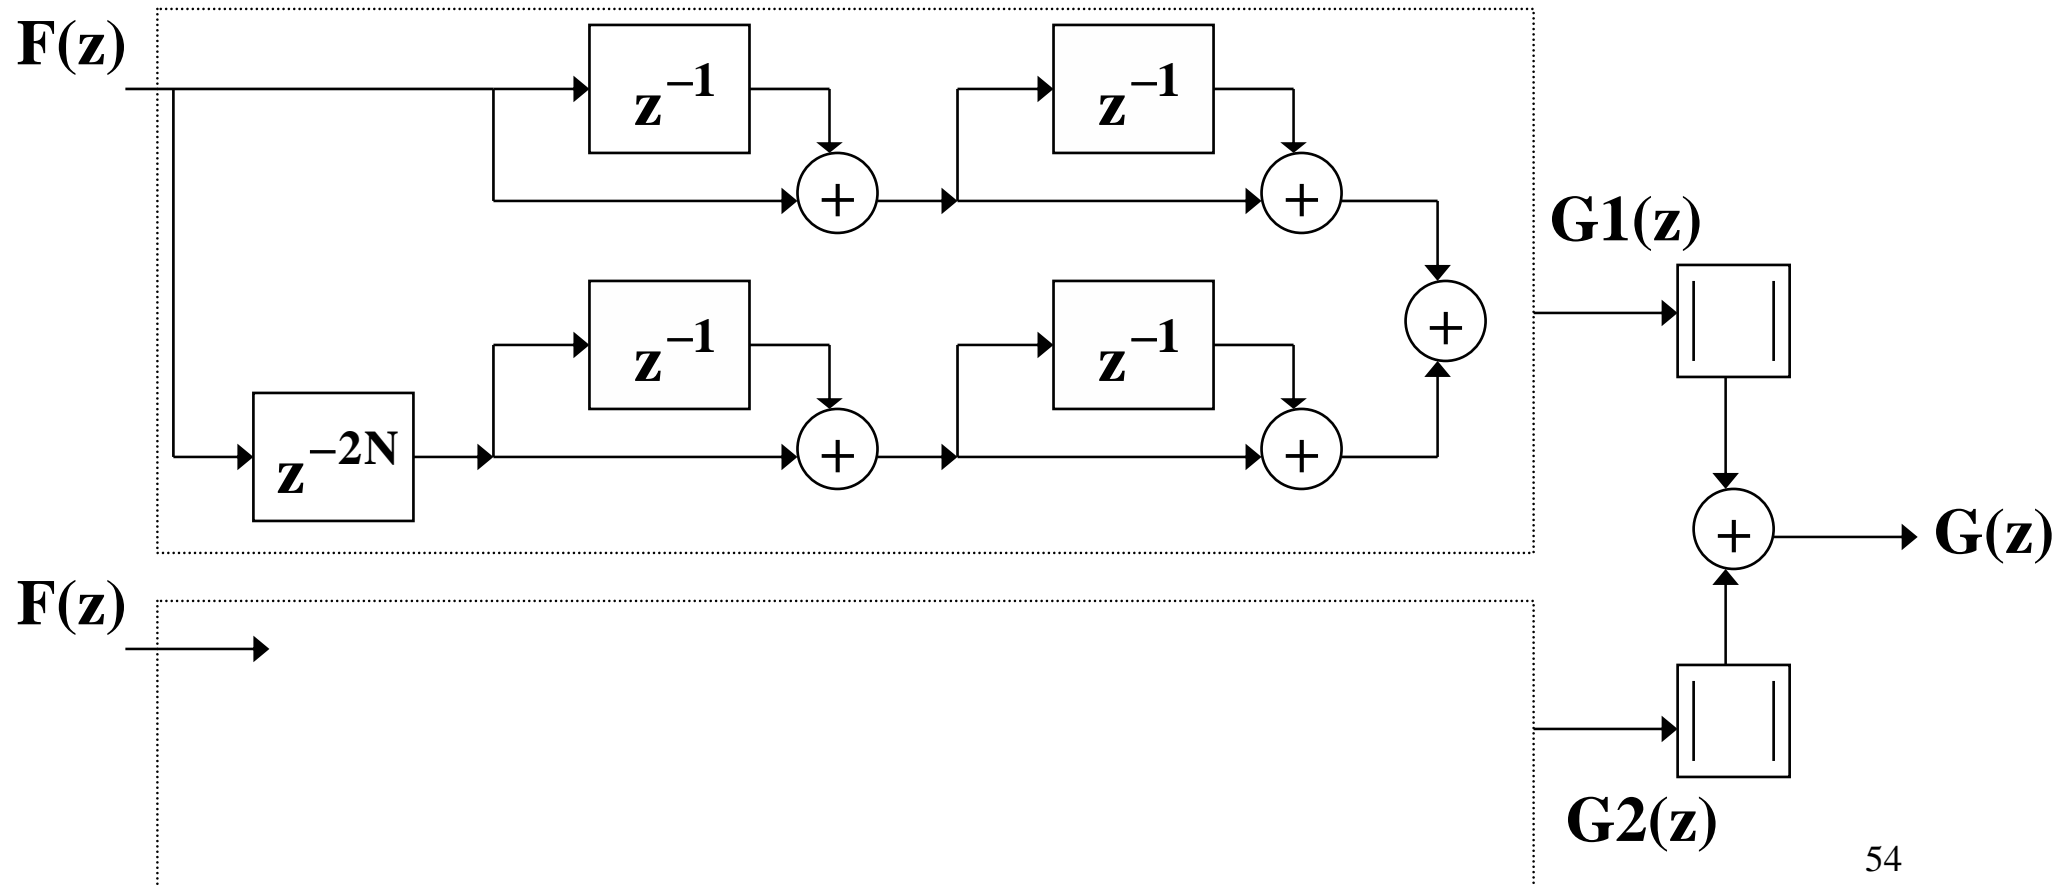 F(z)
z⁻¹
z⁻¹
+
+
G1(z)
+
z⁻¹
z⁻¹
z⁻²ᴺ
+
+
+
G(z)
F(z)
G2(z)
54